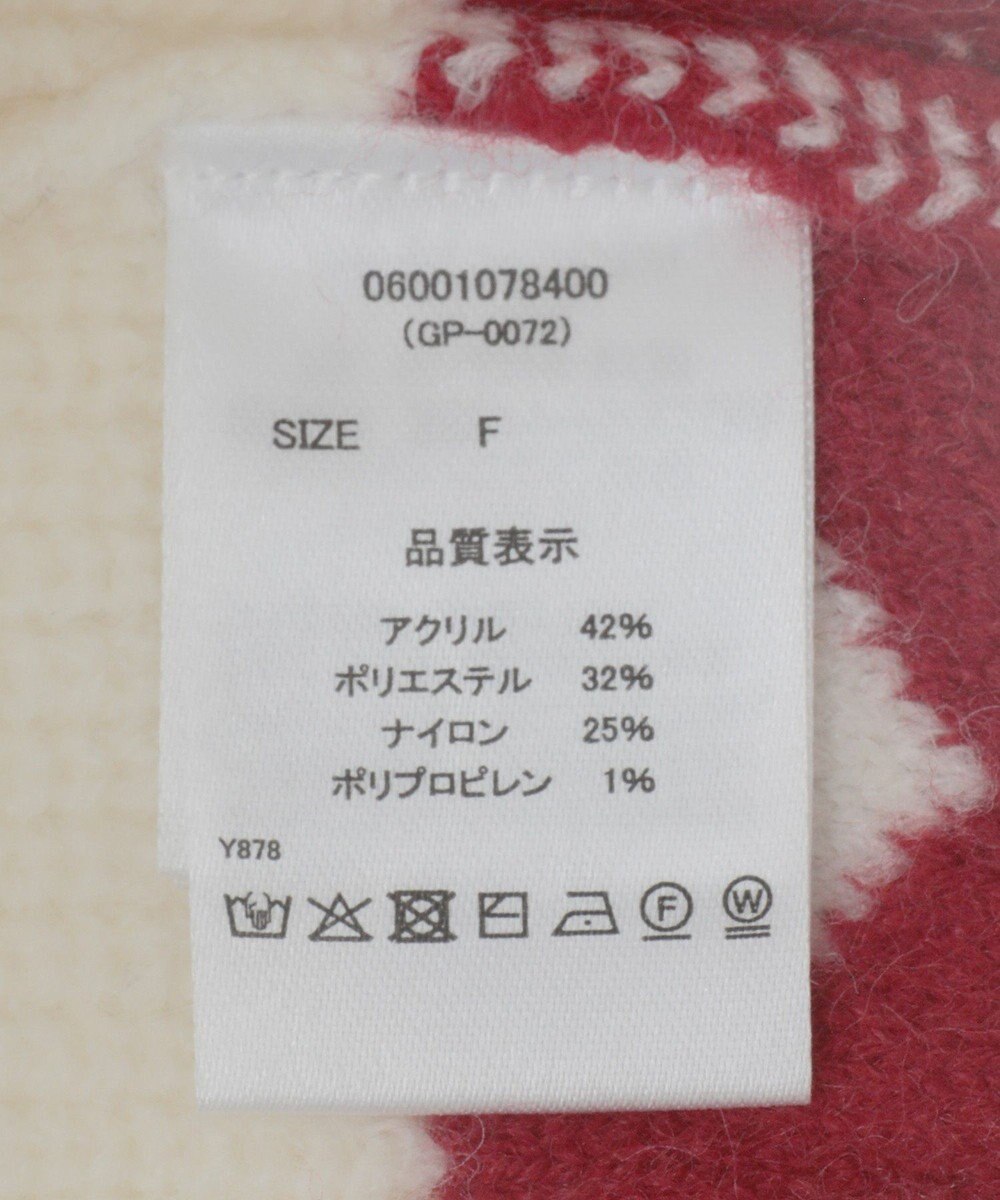 06001078400
(GP-0072)
SIZE F
品質表示
アクリル 42%
ポリエステル 32%
ナイロン 25%
ポリプロピレン 1%
Y878
F W